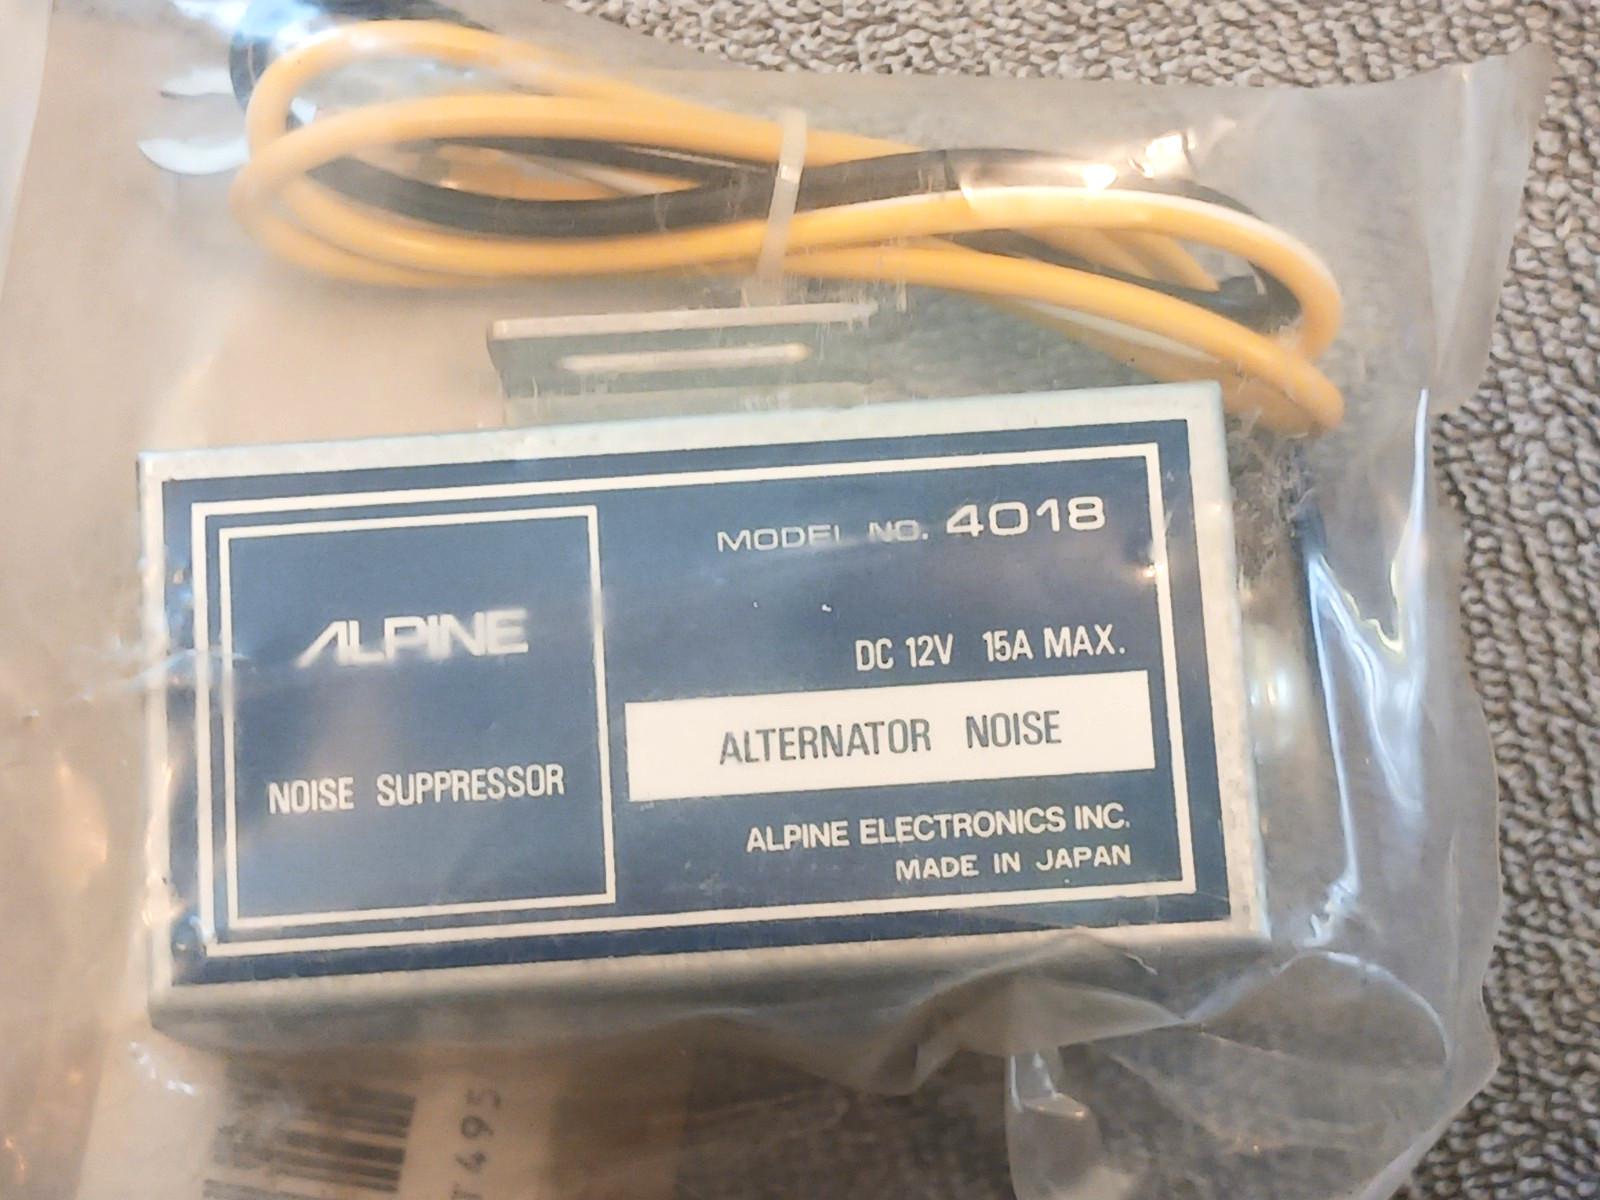 ALPINE
NOISE SUPPRESSOR
MODEL NO. 4018
DC 12V 15A MAX.
ALTERNATOR NOISE
ALPINE ELECTRONICS INC.
MADE IN JAPAN